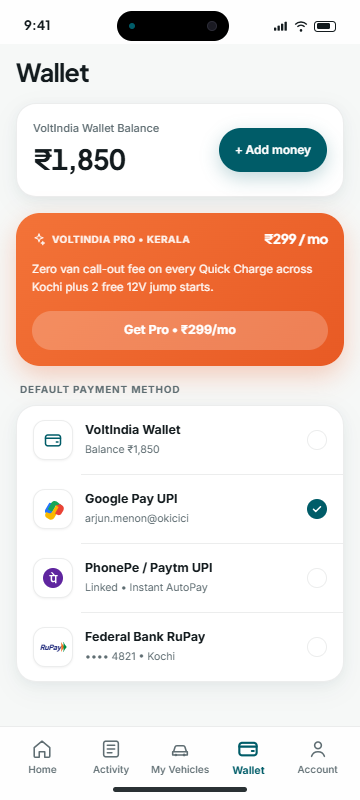 9:41
Wallet
VoltIndia Wallet Balance
₹1,850
+ Add money
VOLTINDIA PRO • KERALA
₹299 / mo
Zero van call-out fee on every Quick Charge across
Kochi plus 2 free 12V jump starts.
Get Pro • ₹299/mo
DEFAULT PAYMENT METHOD
VoltIndia Wallet
Balance ₹1,850
Google Pay UPI
arjun.menon@okicici
पे
PhonePe / Paytm UPI
Linked • Instant AutoPay
RuPay
Federal Bank RuPay
•••• 4821 • Kochi
Home
Activity
My Vehicles
Wallet
Account